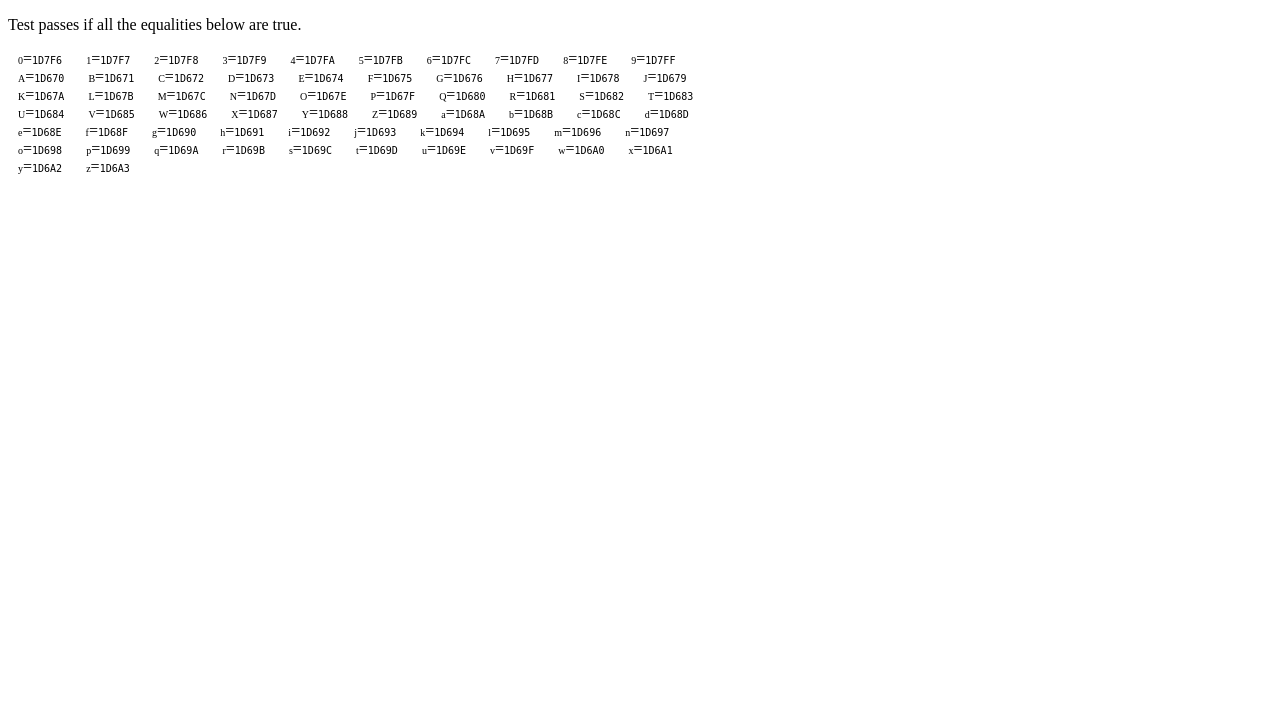 Test passes if all the equalities below are true.
0=1D7F6 1=1D7F7 2=1D7F8 3=1D7F9 4=1D7FA 5=1D7FB 6=1D7FC 7=1D7FD 8=1D7FE 9=1D7FF
A=1D670 B=1D671 C=1D672 D=1D673 E=1D674 F=1D675 G=1D676 H=1D677 I=1D678 J=1D679
K=1D67A L=1D67B M=1D67C N=1D67D O=1D67E P=1D67F Q=1D680 R=1D681 S=1D682 T=1D683
U=1D684 V=1D685 W=1D686 X=1D687 Y=1D688 Z=1D689 a=1D68A b=1D68B c=1D68C d=1D68D
e=1D68E f=1D68F g=1D690 h=1D691 i=1D692 j=1D693 k=1D694 l=1D695 m=1D696 n=1D697
o=1D698 p=1D699 q=1D69A r=1D69B s=1D69C t=1D69D u=1D69E v=1D69F w=1D6A0 x=1D6A1
y=1D6A2 z=1D6A3